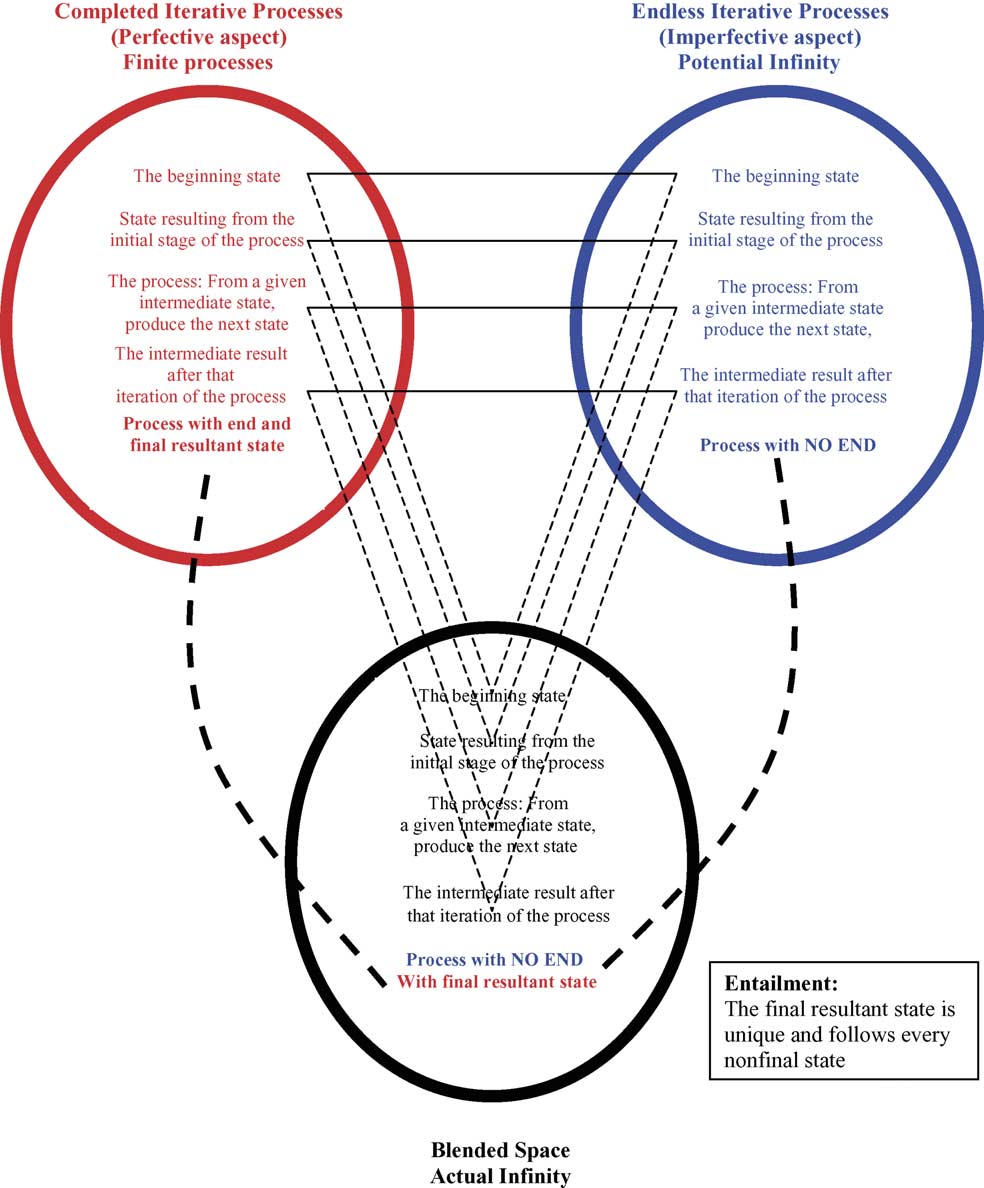 Completed Iterative Processes
(Perfective aspect)
Finite processes
Endless Iterative Processes
(Imperfective aspect)
Potential Infinity
The beginning state
State resulting from the
initial stage of the process
The process: From a given
intermediate state,
produce the next state
The intermediate result
after that
iteration of the process
Process with end and
final resultant state
The beginning state
State resulting from the
initial stage of the process
The process: From
a given intermediate state
produce the next state,
The intermediate result after
that iteration of the process
Process with NO END
The beginning state
State resulting from the
initial stage of the process
The process: From
a given intermediate state,
produce the next state
The intermediate result after
that iteration of the process
Process with NO END
With final resultant state
Entailment:
The final resultant state is
unique and follows every
nonfinal state
Blended Space
Actual Infinity